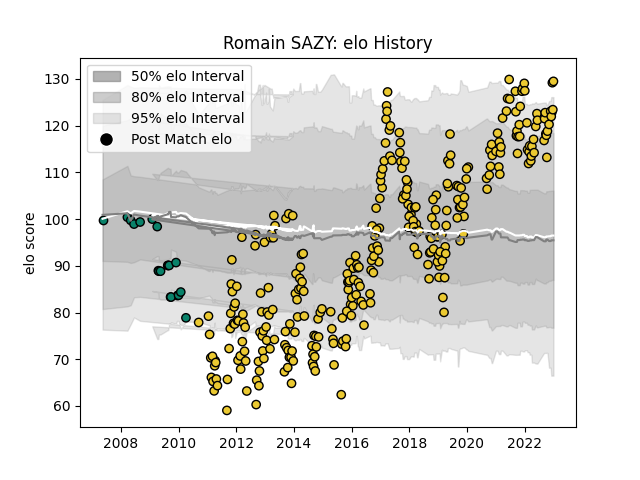 Romain SAZY: elo History
50% elo Interval
80% elo Interval
95% elo Interval
Post Match elo
elo score
130
120
110
100
90
80
70
60
2008 2010 2012 2014 2016 2018 2020 2022